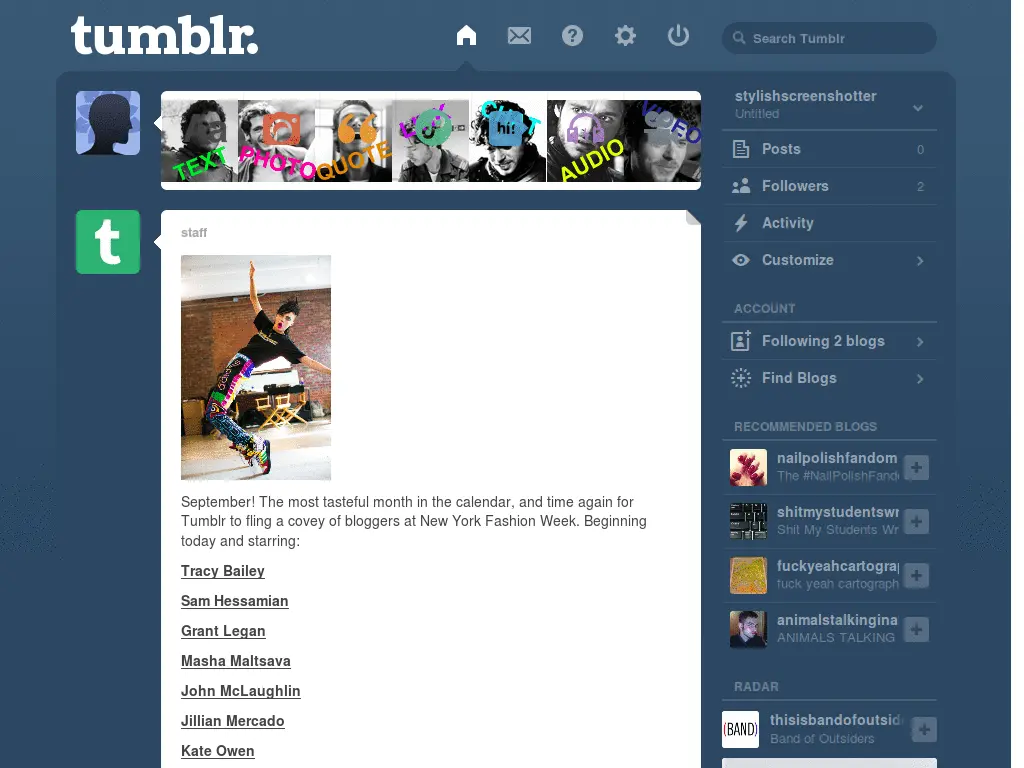 tumblr.
Search Tumblr
TEXT
PHOTO
QUOTE
LINK
CHAT
hi!
AUDIO
VIDEO
stylishscreenshotter
Untitled
Posts 0
Followers 2
Activity
Customize
ACCOUNT
Following 2 blogs
Find Blogs
RECOMMENDED BLOGS
nailpolishfandom
The #NailPolishFand
shitmystudentswr
Shit My Students Wr
fuckyeahcartograp
fuck yeah cartograph
animalstalkingina
ANIMALS TALKING
RADAR
(BAND)
thisisbandofoutsid
Band of Outsiders
t
staff
September! The most tasteful month in the calendar, and time again for
Tumblr to fling a covey of bloggers at New York Fashion Week. Beginning
today and starring:
Tracy Bailey
Sam Hessamian
Grant Legan
Masha Maltsava
John McLaughlin
Jillian Mercado
Kate Owen